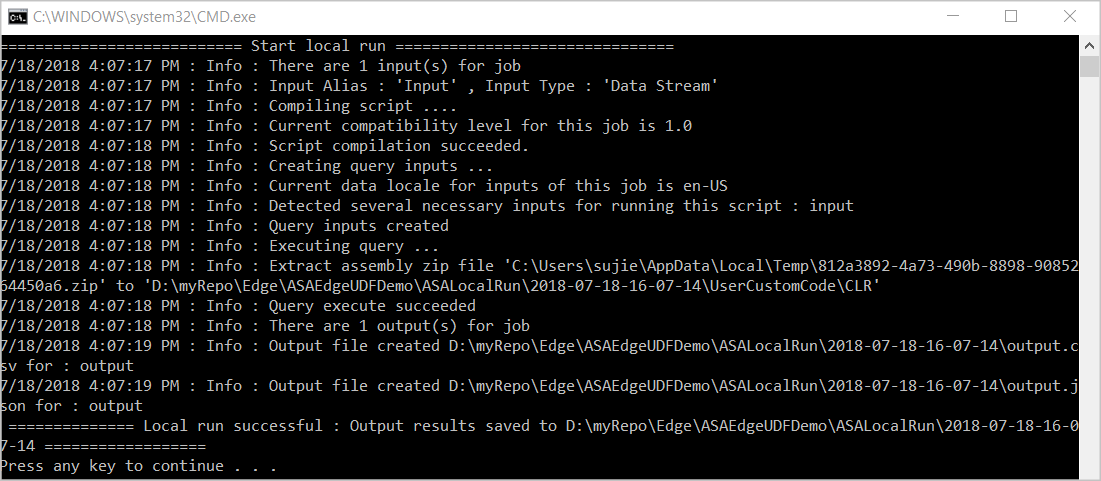 C:\WINDOWS\system32\CMD.exe
=========================== Start local run ===============================
7/18/2018 4:07:17 PM : Info : There are 1 input(s) for job
7/18/2018 4:07:17 PM : Info : Input Alias : 'Input' , Input Type : 'Data Stream'
7/18/2018 4:07:17 PM : Info : Compiling script ....
7/18/2018 4:07:17 PM : Info : Current compatibility level for this job is 1.0
7/18/2018 4:07:18 PM : Info : Script compilation succeeded.
7/18/2018 4:07:18 PM : Info : Creating query inputs ...
7/18/2018 4:07:18 PM : Info : Current data locale for inputs of this job is en-US
7/18/2018 4:07:18 PM : Info : Detected several necessary inputs for running this script : input
7/18/2018 4:07:18 PM : Info : Query inputs created
7/18/2018 4:07:18 PM : Info : Executing query ...
7/18/2018 4:07:18 PM : Info : Extract assembly zip file 'C:\Users\sujie\AppData\Local\Temp\812a3892-4a73-490b-8898-90852
64450a6.zip' to 'D:\myRepo\Edge\ASAEdgeUDFDemo\ASALocalRun\2018-07-18-16-07-14\UserCustomCode\CLR'
7/18/2018 4:07:18 PM : Info : Query execute succeeded
7/18/2018 4:07:18 PM : Info : There are 1 output(s) for job
7/18/2018 4:07:19 PM : Info : Output file created D:\myRepo\Edge\ASAEdgeUDFDemo\ASALocalRun\2018-07-18-16-07-14\output.c
sv for : output
7/18/2018 4:07:19 PM : Info : Output file created D:\myRepo\Edge\ASAEdgeUDFDemo\ASALocalRun\2018-07-18-16-07-14\output.j
son for : output
============== Local run successful : Output results saved to D:\myRepo\Edge\ASAEdgeUDFDemo\ASALocalRun\2018-07-18-16-0
7-14 ==================
Press any key to continue . . .